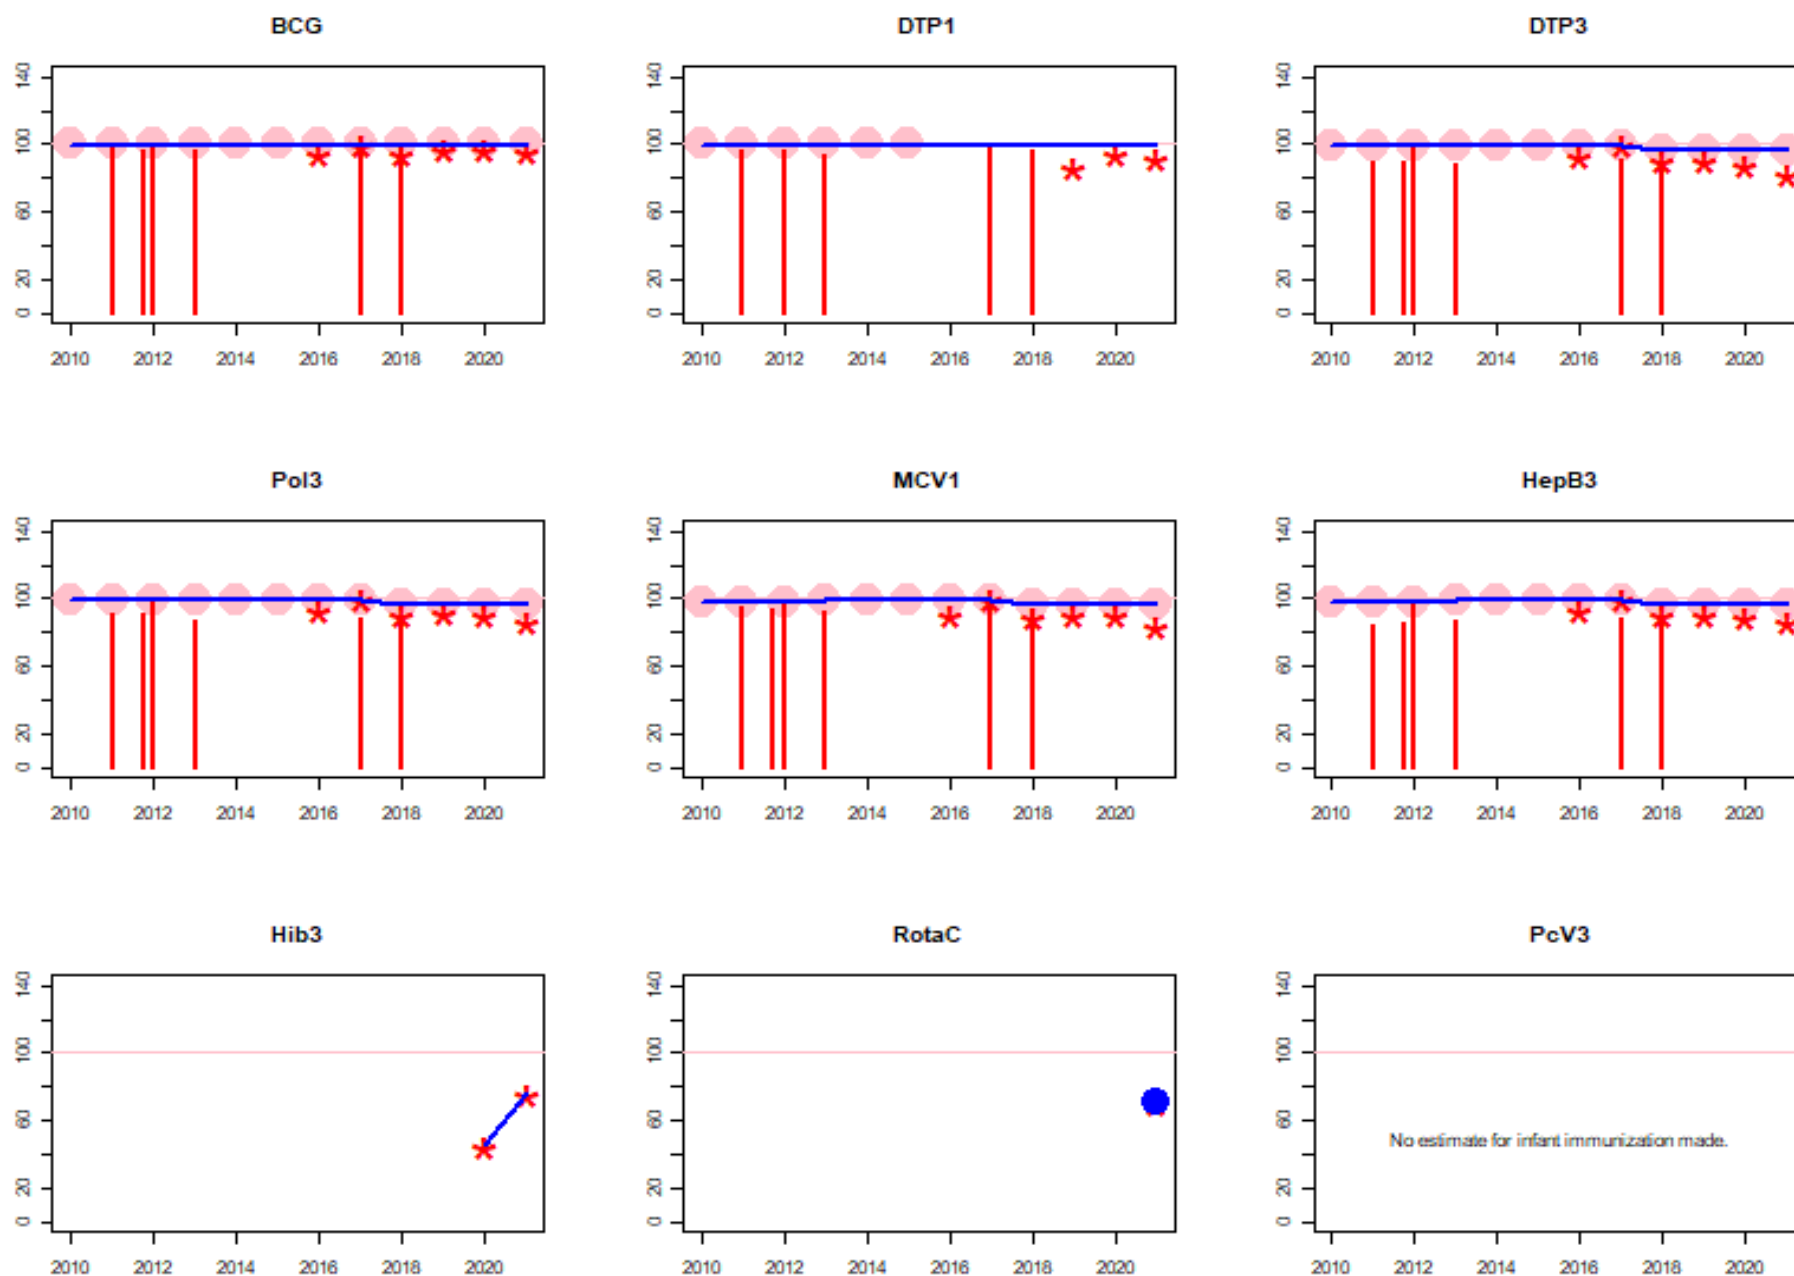 BCG DTP1 DTP3
140 140 140
100 100 100
60 60 60
20 20 20
0 0 0
2010 2012 2014 2016 2018 2020 2010 2012 2014 2016 2018 2020 2010 2012 2014 2016 2018 2020
Pol3 MCV1 HepB3
140 140 140
100 100 100
60 60 60
20 20 20
0 0 0
2010 2012 2014 2016 2018 2020 2010 2012 2014 2016 2018 2020 2010 2012 2014 2016 2018 2020
Hib3 RotaC PcV3
140 140 140
100 100 100
60 60 60
No estimate for infant immunization made.
20 20 20
0 0 0
2010 2012 2014 2016 2018 2020 2010 2012 2014 2016 2018 2020 2010 2012 2014 2016 2018 2020